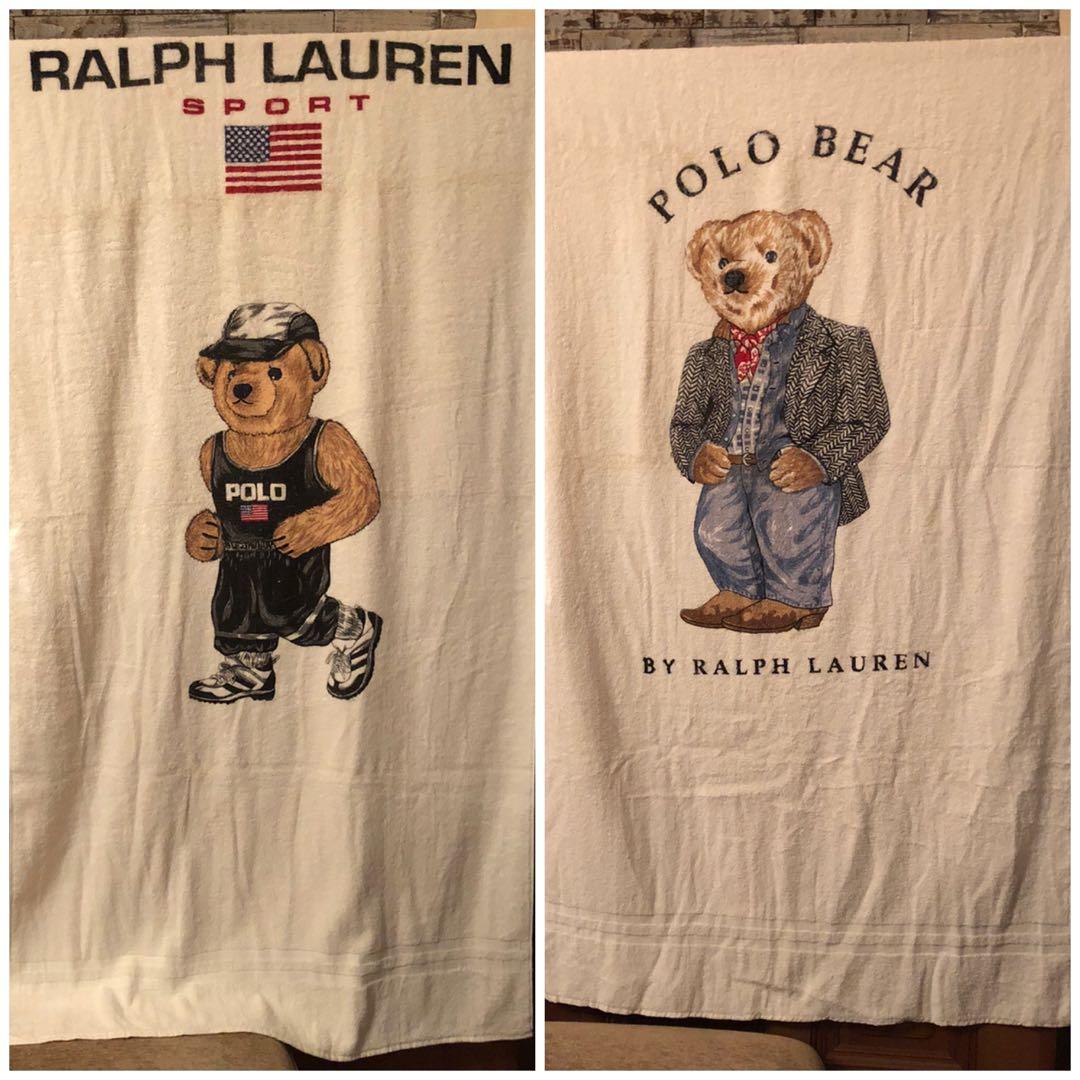 RALPH LAUREN
SPORT
POLO
POLO BEAR
BY RALPH LAUREN